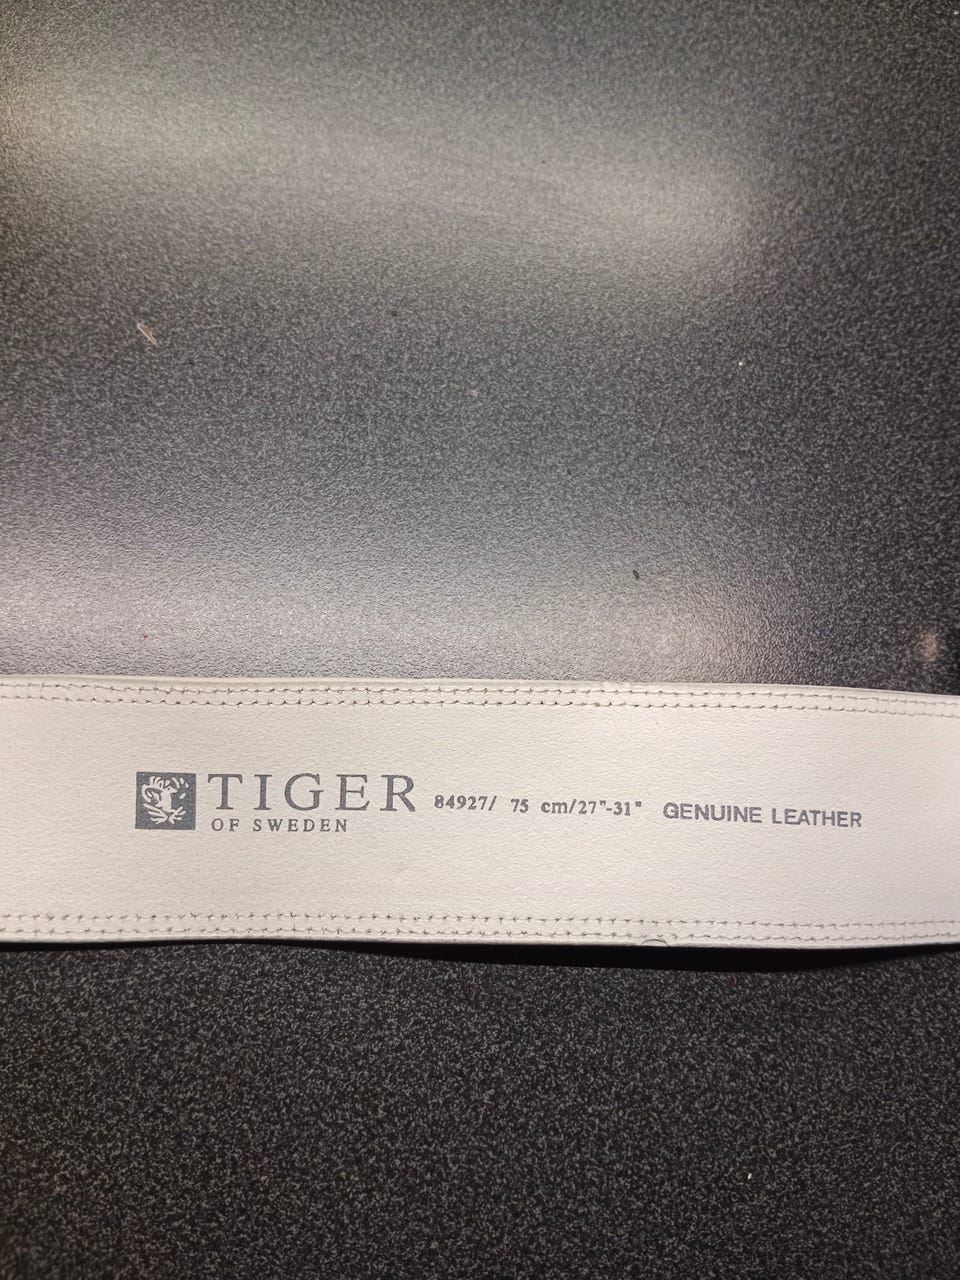 TIGER
OF SWEDEN
84927/ 75 cm/27"-31" GENUINE LEATHER